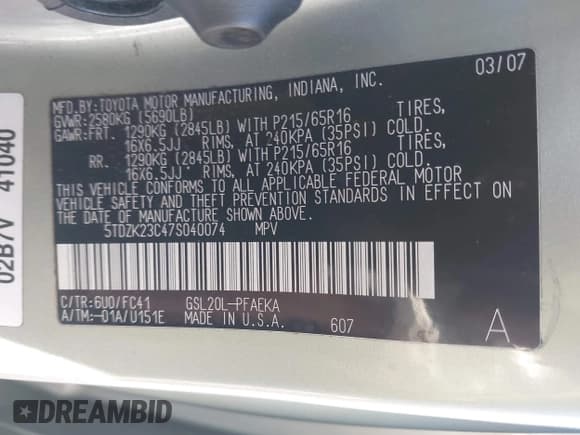 03/07
MFD.BY:TOYOTA MOTOR MANUFACTURING, INDIANA, INC.
GVWR:2580KG (5690LB)
GAWR:FRT. 1290KG (2845LB) WITH P215/65R16 TIRES,
16X6.5JJ RIMS, AT 240KPA (35PSI) COLD.
RR. 1290KG (2845LB) WITH P215/65R16 TIRES,
16X6.5JJ RIMS, AT 240KPA (35PSI) COLD.
THIS VEHICLE CONFORMS TO ALL APPLICABLE FEDERAL MOTOR
VEHICLE SAFETY AND THEFT PREVENTION STANDARDS IN EFFECT ON
THE DATE OF MANUFACTURE SHOWN ABOVE.
5TDZK23C47S040074 MPV
C/TR:6U0/FC41 GSL20L-PFAEKA
A/TM:-01A/U151E MADE IN U.S.A. 607
A
02B7V 41040
DREAMBID